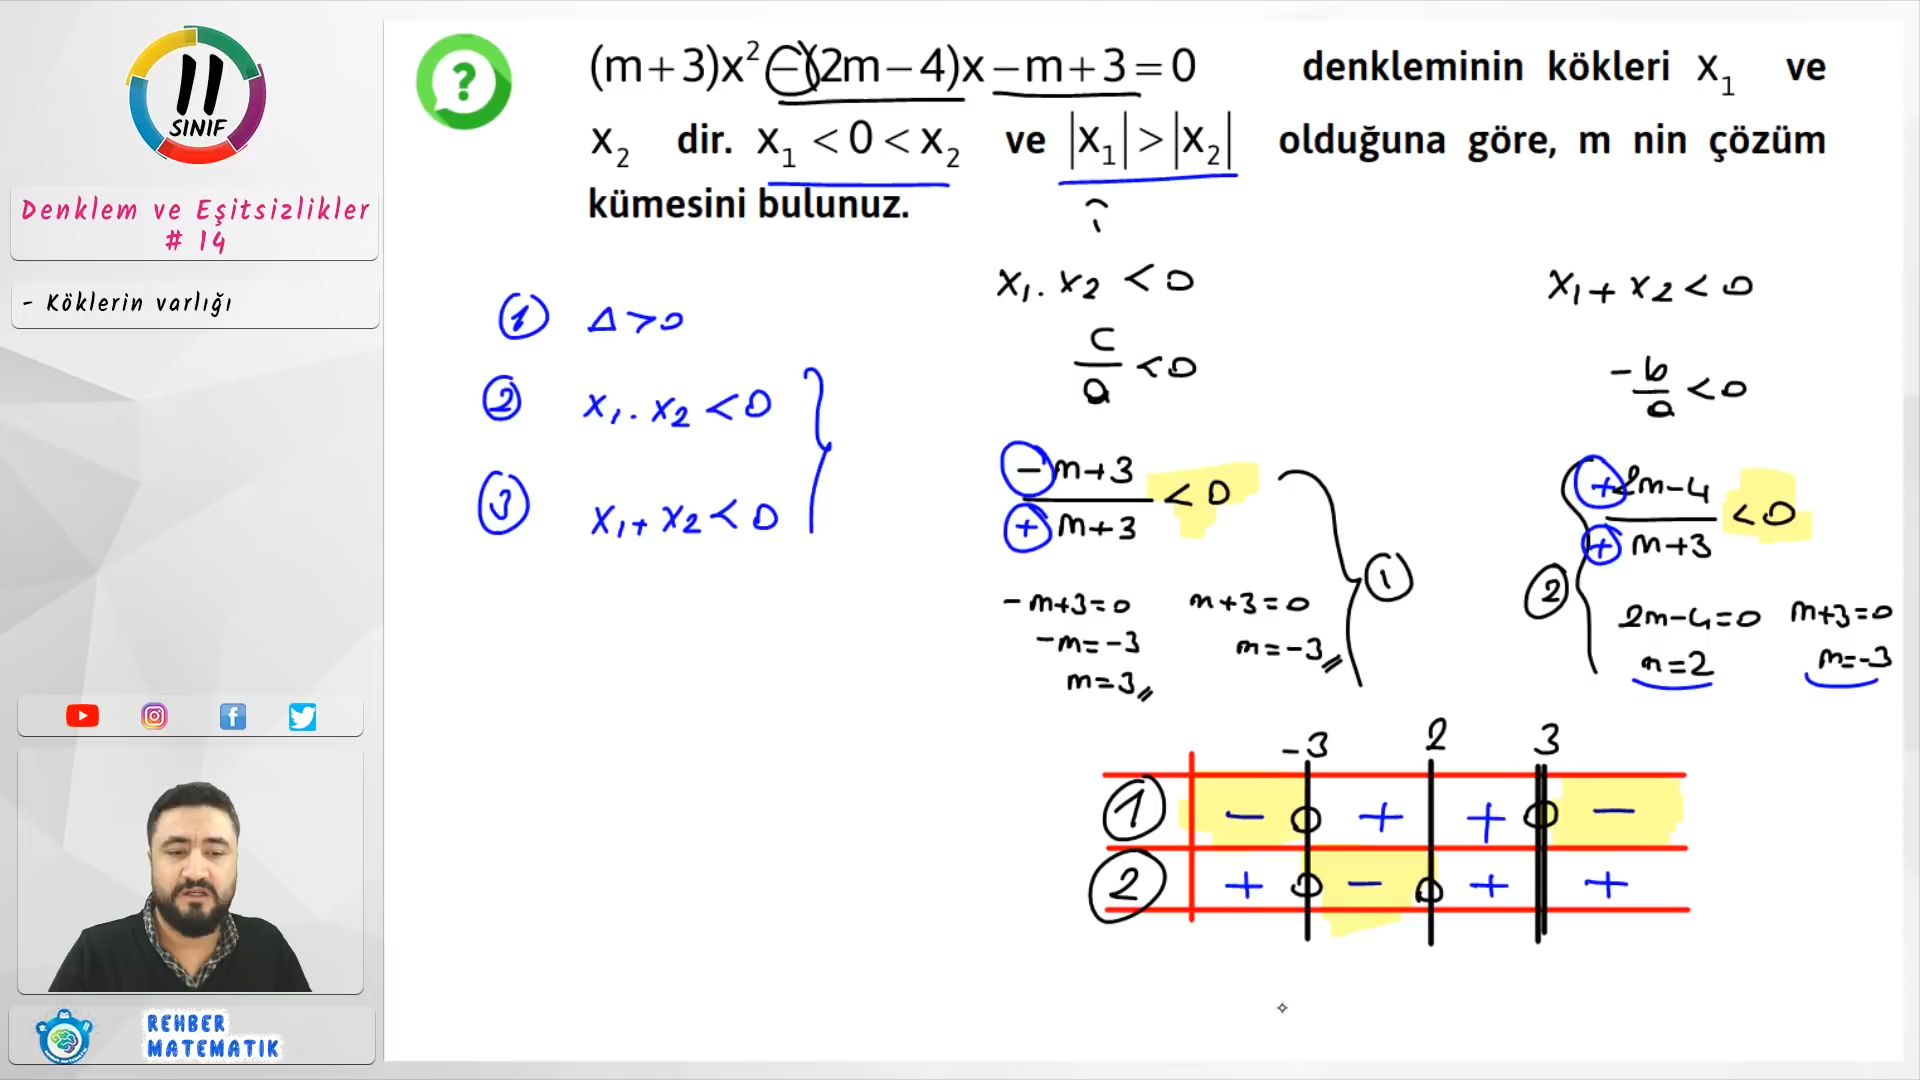 11
SINIF
Denklem ve Eşitsizlikler
# 14
- Köklerin varlığı
REHBER
MATEMATİK
?
(m+3)x² -(2m-4)x -m+3=0 denkleminin kökleri x₁ ve
x₂ dir. x₁ <0<x₂ ve |x₁|>|x₂| olduğuna göre, m nin çözüm
kümesini bulunuz.
① Δ>0
② x₁ . x₂ <0
③ x₁+ x₂ <0
x₁ . x₂ <0
c/a <0
-m+3
+m+3 <0
-m+3=0 m+3=0
-m=-3 m=-3
m=3
①
x₁+ x₂ <0
-b/a <0
+2m-4
+m+3 <0
②
2m-4=0 m+3=0
m=2 m=-3
-3 2 3
① - + + -
② + - + +